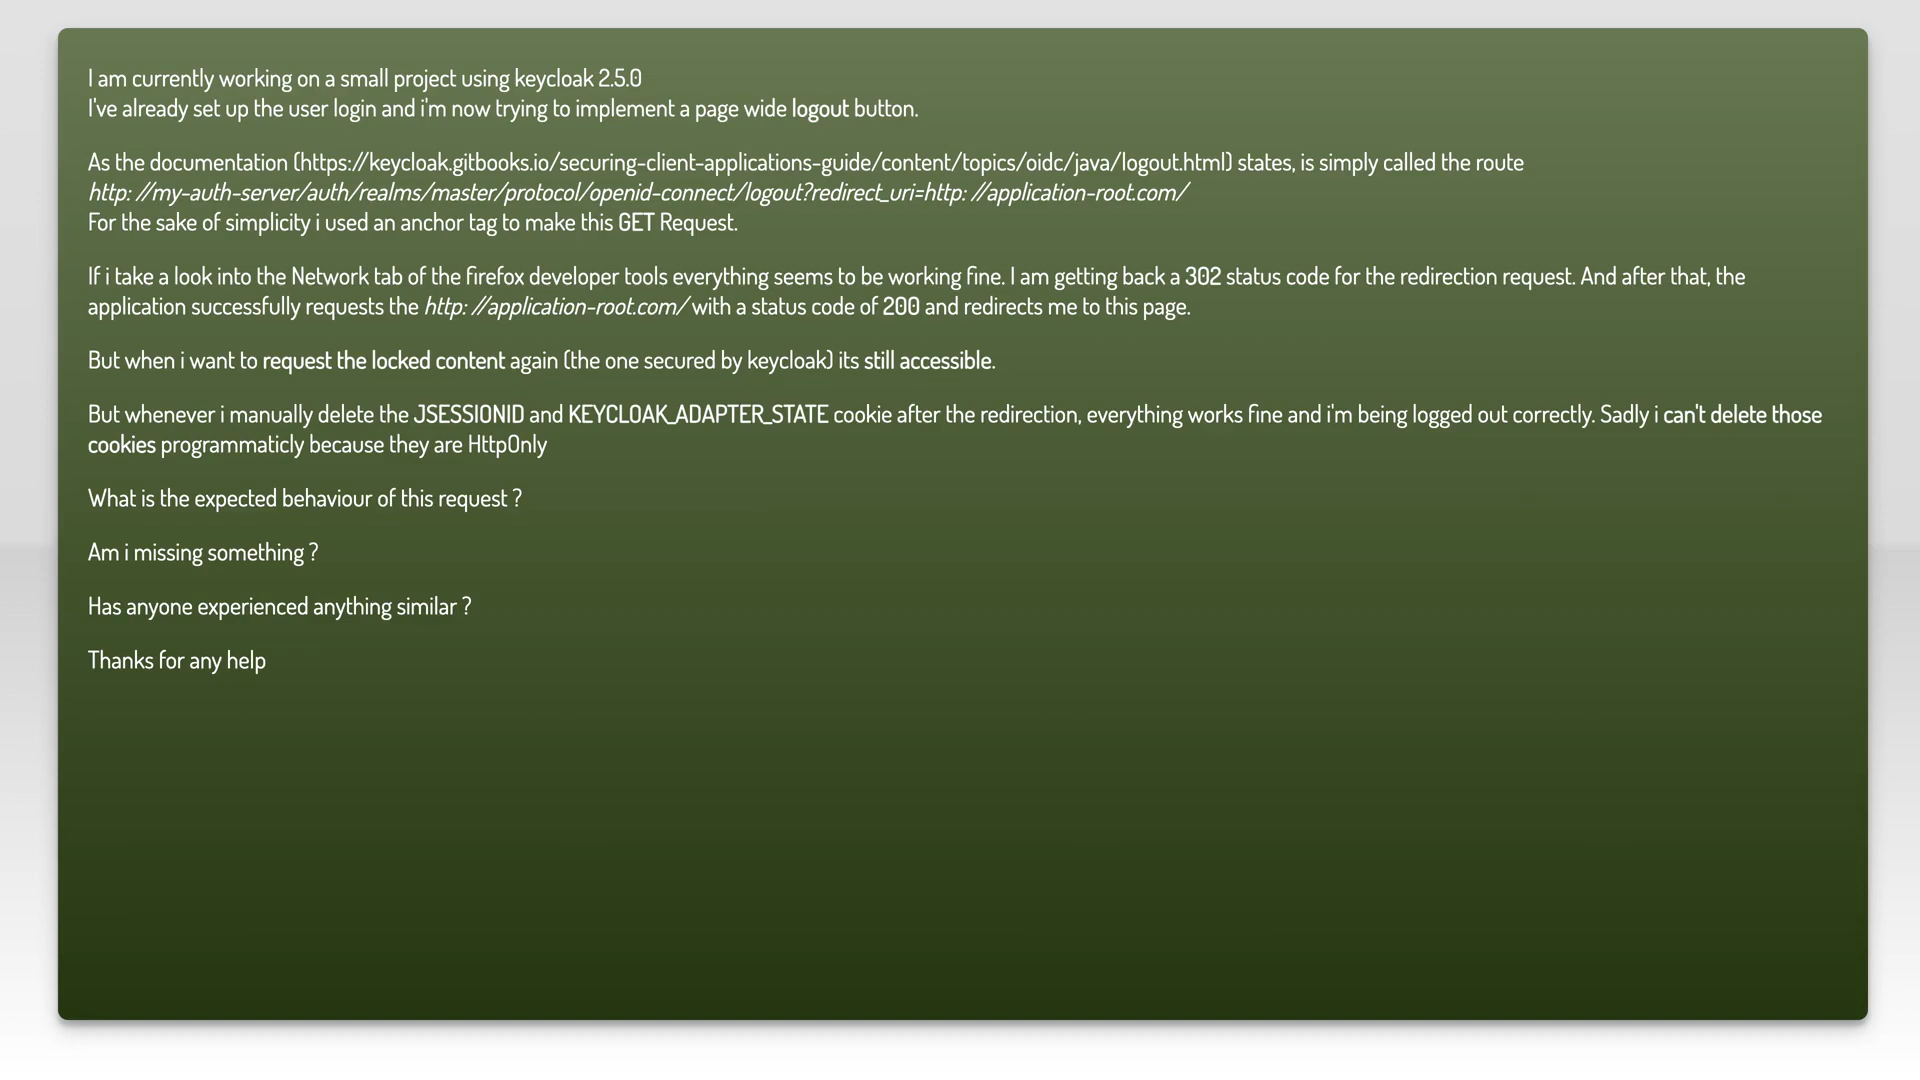 I am currently working on a small project using keycloak 2.5.0
I've already set up the user login and i'm now trying to implement a page wide logout button.
As the documentation (https://keycloak.gitbooks.io/securing-client-applications-guide/content/topics/oidc/java/logout.html) states, is simply called the route
http: //my-auth-server/auth/realms/master/protocol/openid-connect/logout?redirect_uri=http: //application-root.com/
For the sake of simplicity i used an anchor tag to make this GET Request.
If i take a look into the Network tab of the firefox developer tools everything seems to be working fine. I am getting back a 302 status code for the redirection request. And after that, the
application successfully requests the http: //application-root.com/ with a status code of 200 and redirects me to this page.
But when i want to request the locked content again (the one secured by keycloak) its still accessible.
But whenever i manually delete the JSESSIONID and KEYCLOAK_ADAPTER_STATE cookie after the redirection, everything works fine and i'm being logged out correctly. Sadly i can't delete those
cookies programmaticly because they are HttpOnly
What is the expected behaviour of this request ?
Am i missing something ?
Has anyone experienced anything similar ?
Thanks for any help